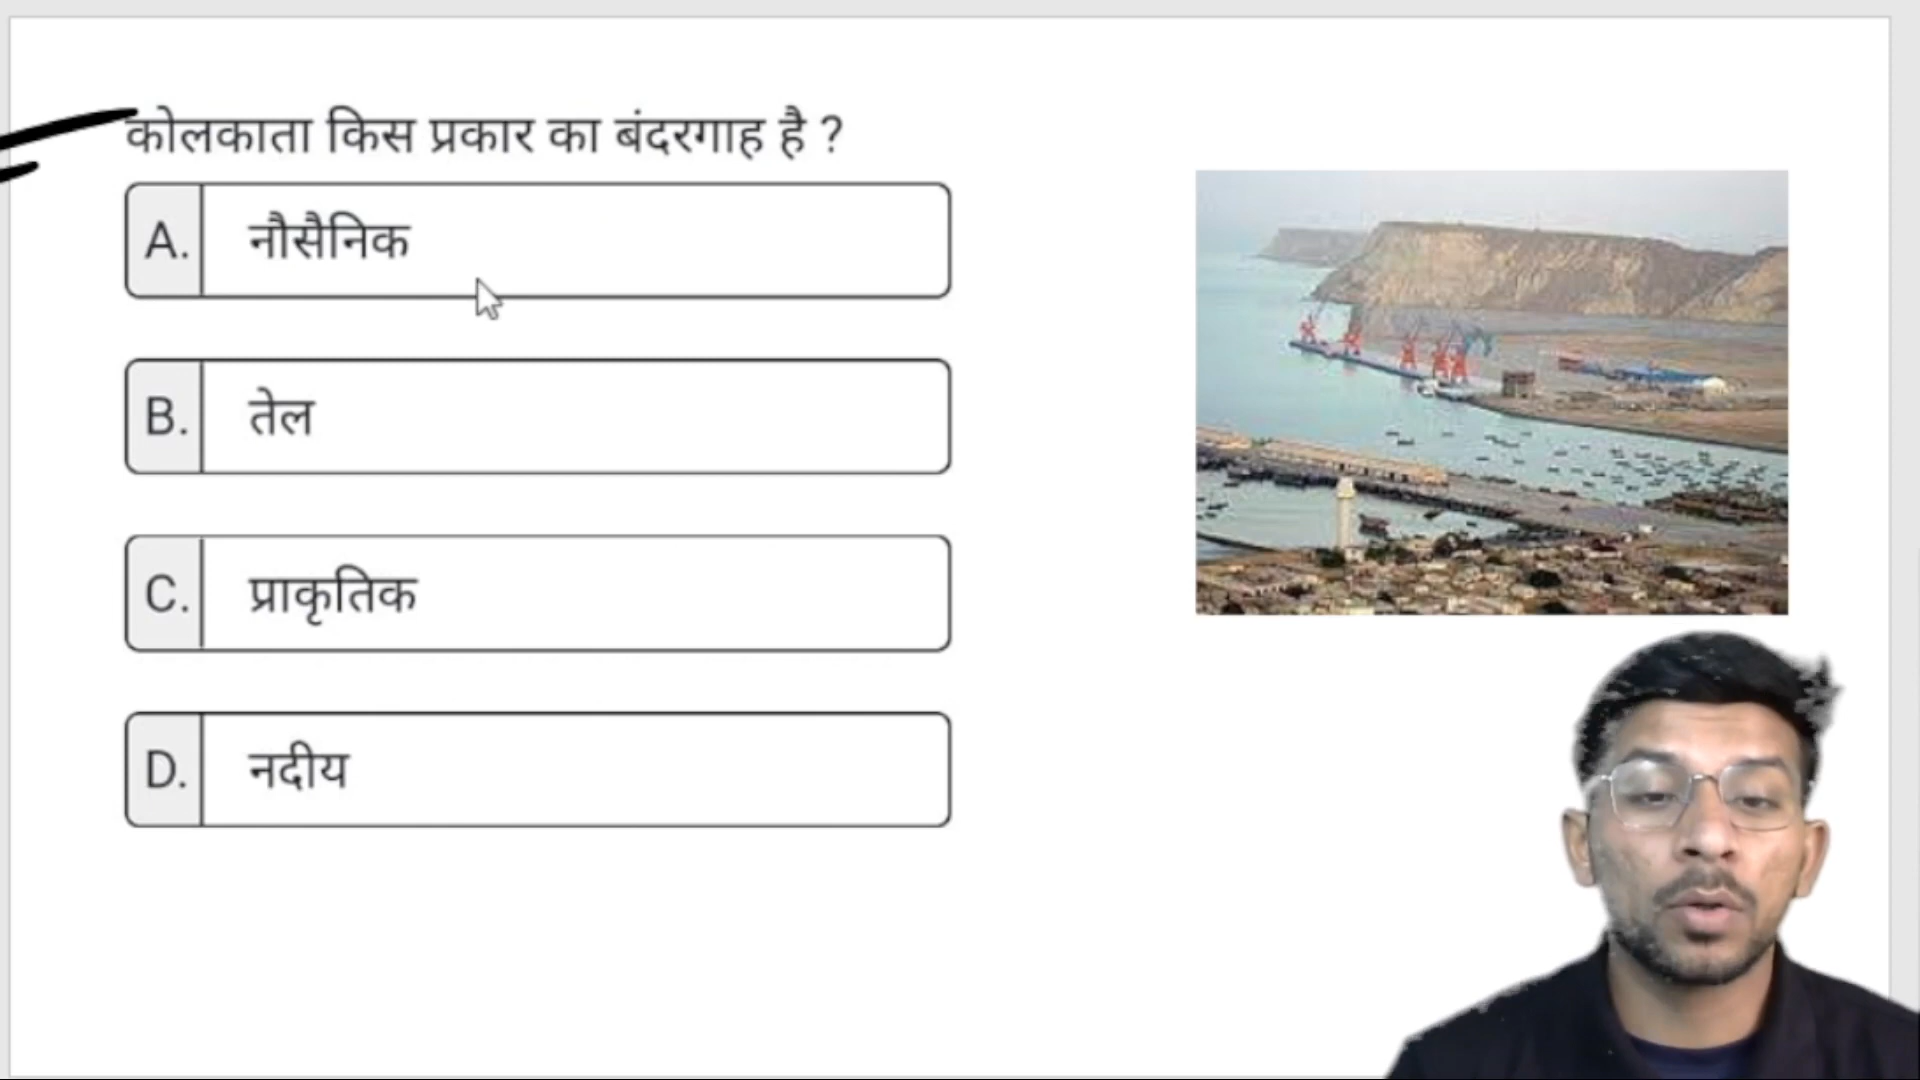 कोलकाता किस प्रकार का बंदरगाह है ?
A. नौसैनिक
B. तेल
C. प्राकृतिक
D. नदीय